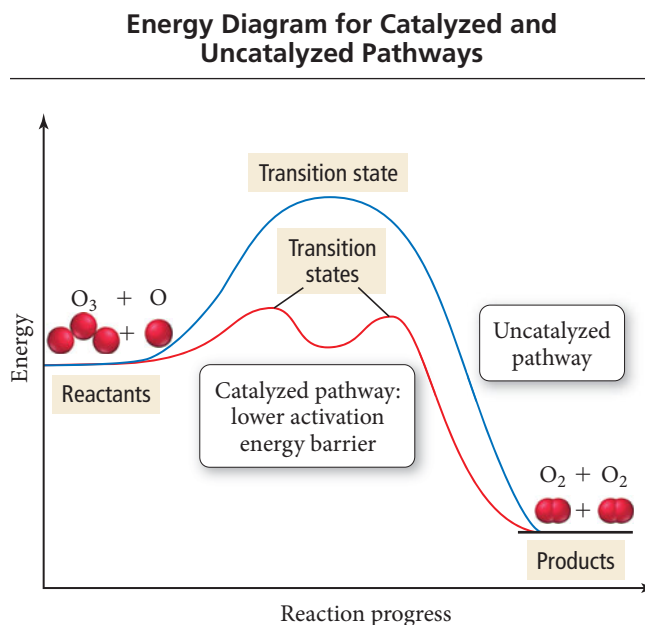 Energy Diagram for Catalyzed and
Uncatalyzed Pathways
Transition state
Transition
states
O₃ + O
+
Energy
Reactants
Uncatalyzed
pathway
Catalyzed pathway:
lower activation
energy barrier
O₂ + O₂
+
Products
Reaction progress